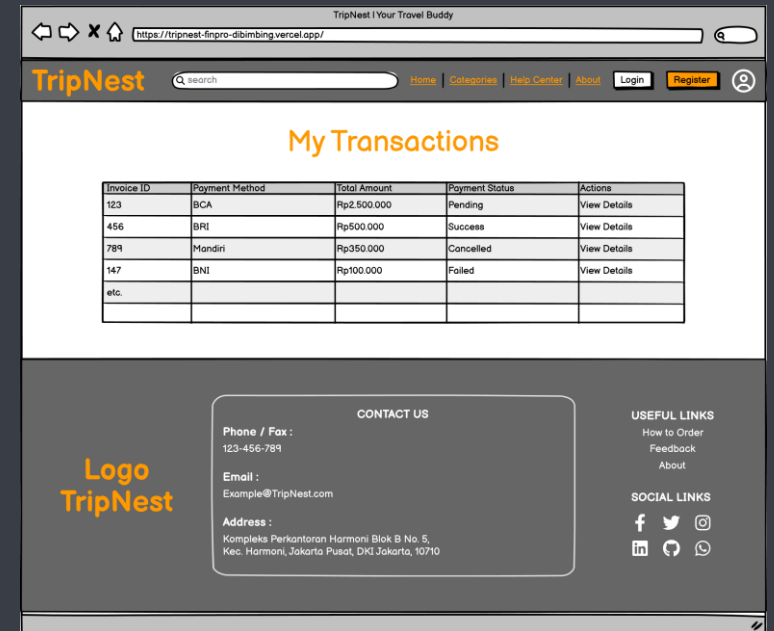 TripNest | Your Travel Buddy
https://tripnest-finpro-dibimbing.vercel.app/
TripNest
search
Home | Categories | Help Center | About
Login
Register
My Transactions
Invoice ID Payment Method Total Amount Payment Status Actions
123 BCA Rp2.500.000 Pending View Details
456 BRI Rp500.000 Success View Details
789 Mandiri Rp350.000 Cancelled View Details
147 BNI Rp100.000 Failed View Details
etc.
Logo
TripNest
CONTACT US
Phone / Fax :
123-456-789
Email :
Example@TripNest.com
Address :
Kompleks Perkantoran Harmoni Blok B No. 5,
Kec. Harmoni, Jakarta Pusat, DKI Jakarta, 10710
USEFUL LINKS
How to Order
Feedback
About
SOCIAL LINKS